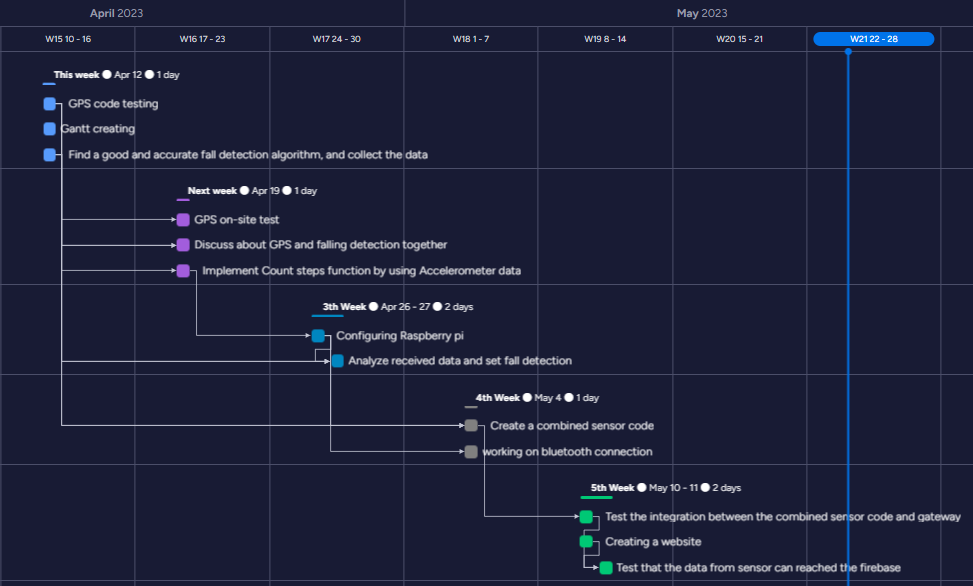 April 2023
May 2023
W15 10 - 16
W16 17 - 23
W17 24 - 30
W18 1 - 7
W19 8 - 14
W20 15 - 21
W21 22 - 28
This week ● Apr 12 ● 1 day
GPS code testing
Gantt creating
Find a good and accurate fall detection algorithm, and collect the data
Next week ● Apr 19 ● 1 day
GPS on-site test
Discuss about GPS and falling detection together
Implement Count steps function by using Accelerometer data
3th Week ● Apr 26 - 27 ● 2 days
Configuring Raspberry pi
Analyze received data and set fall detection
4th Week ● May 4 ● 1 day
Create a combined sensor code
working on bluetooth connection
5th Week ● May 10 - 11 ● 2 days
Test the integration between the combined sensor code and gateway
Creating a website
Test that the data from sensor can reached the firebase